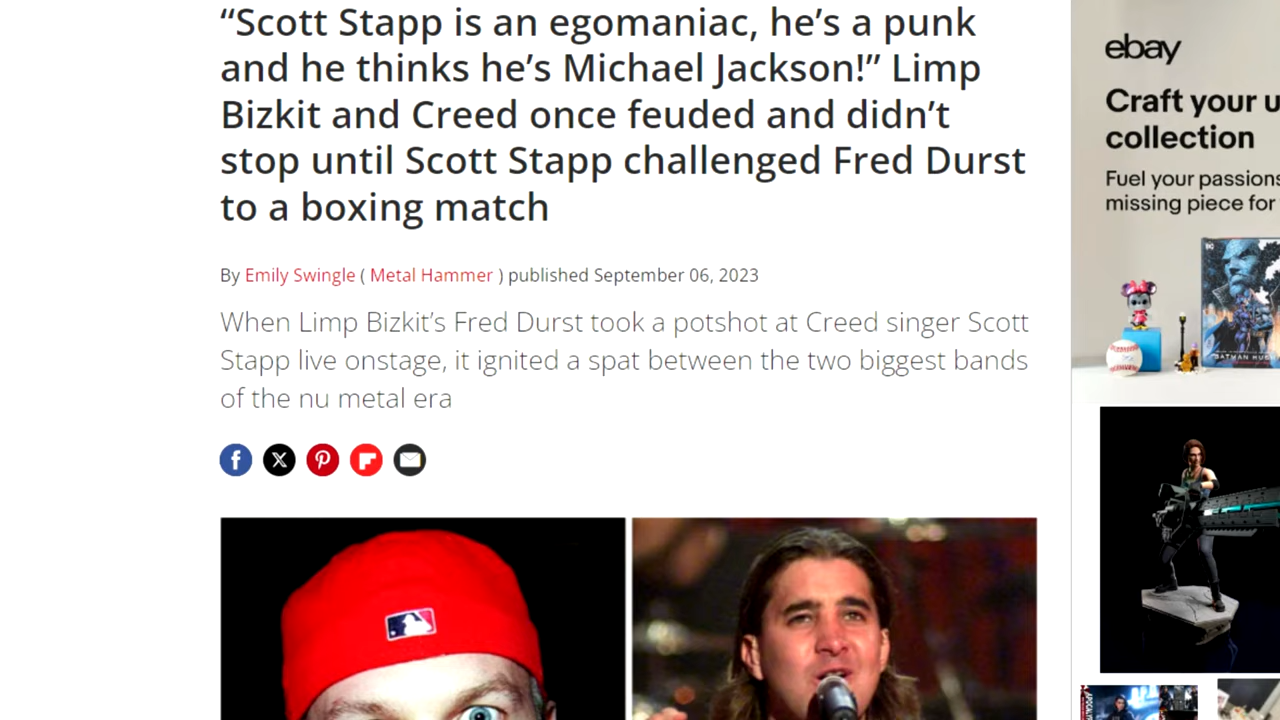 “Scott Stapp is an egomaniac, he’s a punk
and he thinks he’s Michael Jackson!” Limp
Bizkit and Creed once feuded and didn’t
stop until Scott Stapp challenged Fred Durst
to a boxing match
By Emily Swingle ( Metal Hammer ) published September 06, 2023
When Limp Bizkit’s Fred Durst took a potshot at Creed singer Scott
Stapp live onstage, it ignited a spat between the two biggest bands
of the nu metal era
ebay
Craft your u
collection
Fuel your passions
missing piece for